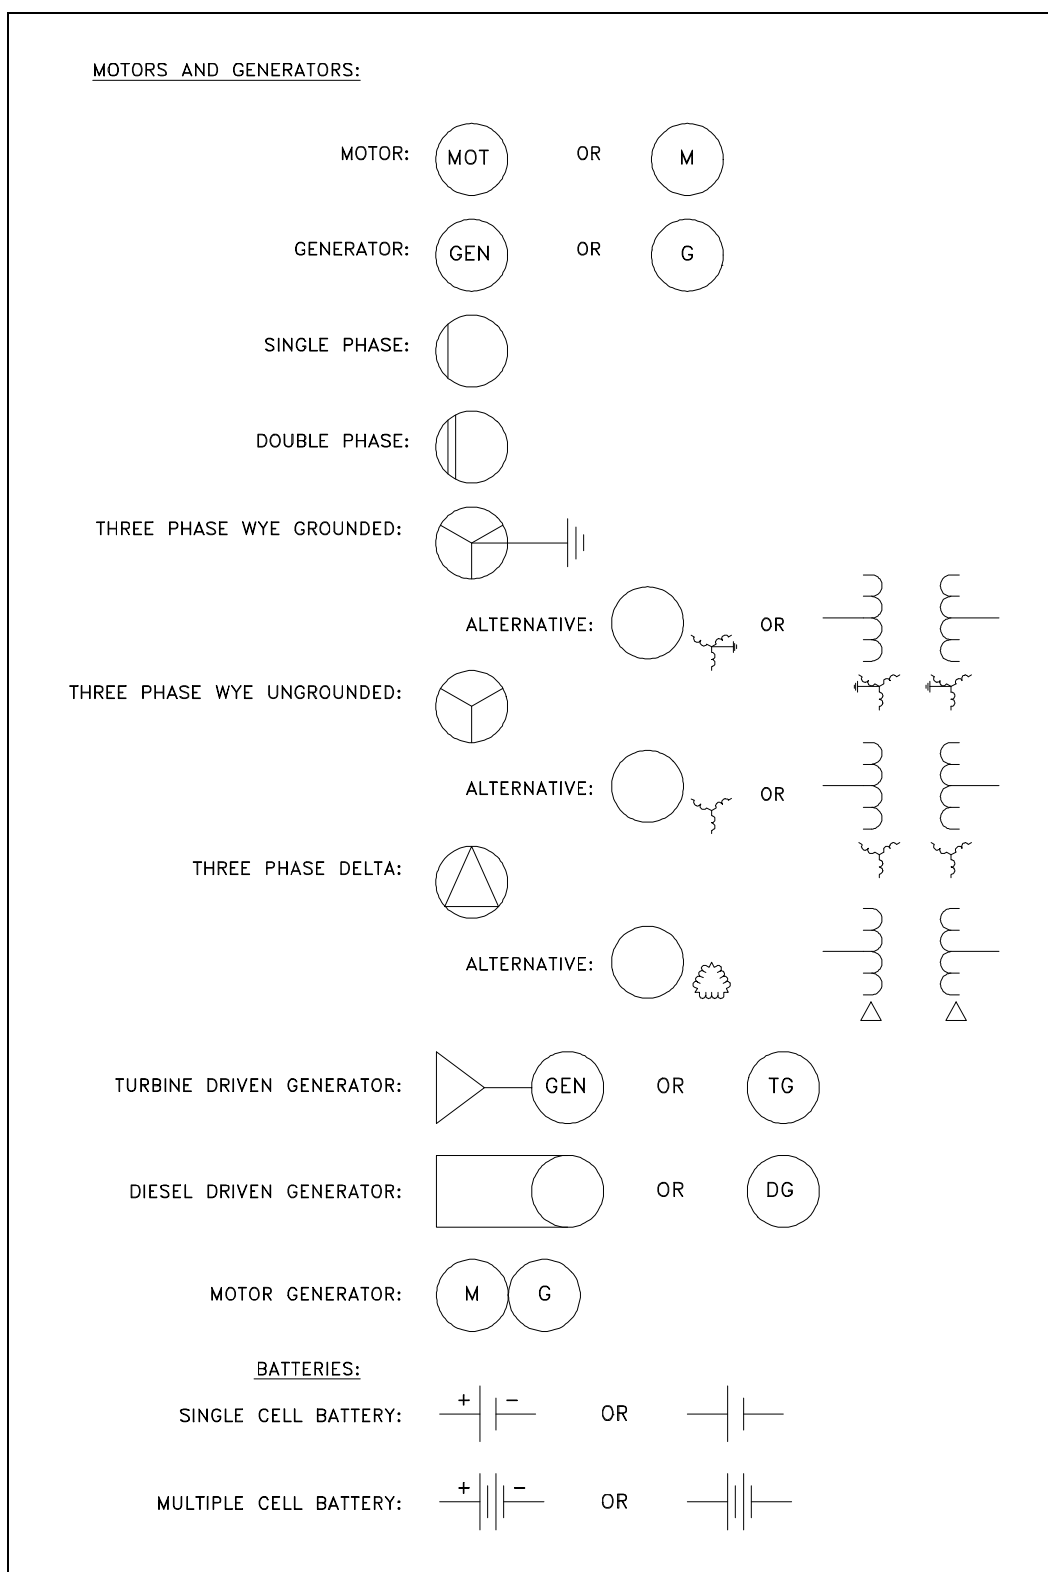 MOTORS AND GENERATORS:
MOTOR: MOT OR M
GENERATOR: GEN OR G
SINGLE PHASE:
DOUBLE PHASE:
THREE PHASE WYE GROUNDED:
ALTERNATIVE: OR
THREE PHASE WYE UNGROUNDED:
ALTERNATIVE: OR
THREE PHASE DELTA:
ALTERNATIVE:
TURBINE DRIVEN GENERATOR: GEN OR TG
DIESEL DRIVEN GENERATOR: OR DG
MOTOR GENERATOR: M G
BATTERIES:
SINGLE CELL BATTERY: + − OR
MULTIPLE CELL BATTERY: + − OR